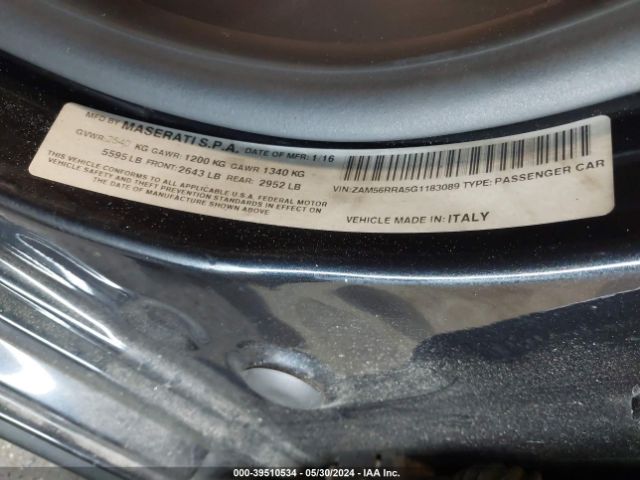 MFD BY MASERATI S.P.A. DATE OF MFR: 1/16
GVWR: 2540 KG GAWR: 1200 KG GAWR 1340 KG
5595 LB FRONT: 2643 LB REAR: 2952 LB
THIS VEHICLE CONFORMS TO ALL APPLICABLE U.S.A. FEDERAL MOTOR
VEHICLE SAFETY AND THEFT PREVENTION STANDARDS IN EFFECT ON
THE DATE OF MANUFACTURE SHOWN ABOVE
VIN: ZAM56RRA5G1183089 TYPE: PASSENGER CAR
VEHICLE MADE IN: ITALY
000-39510534 - 05/30/2024 - IAA Inc.